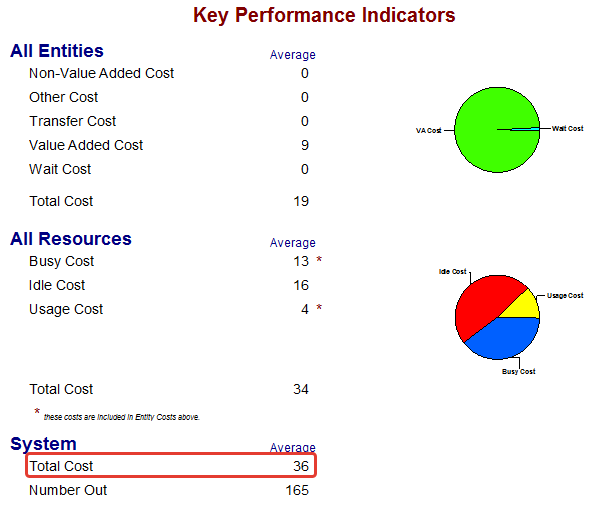 Key Performance Indicators
All Entities Average
Non-Value Added Cost 0
Other Cost 0
Transfer Cost 0
Value Added Cost 9
Wait Cost 0
Total Cost 19
VA Cost Wait Cost
All Resources Average
Busy Cost 13 *
Idle Cost 16
Usage Cost 4 *
Total Cost 34
* these costs are included in Entity Costs above.
Idle Cost
Usage Cost
Busy Cost
System Average
Total Cost 36
Number Out 165